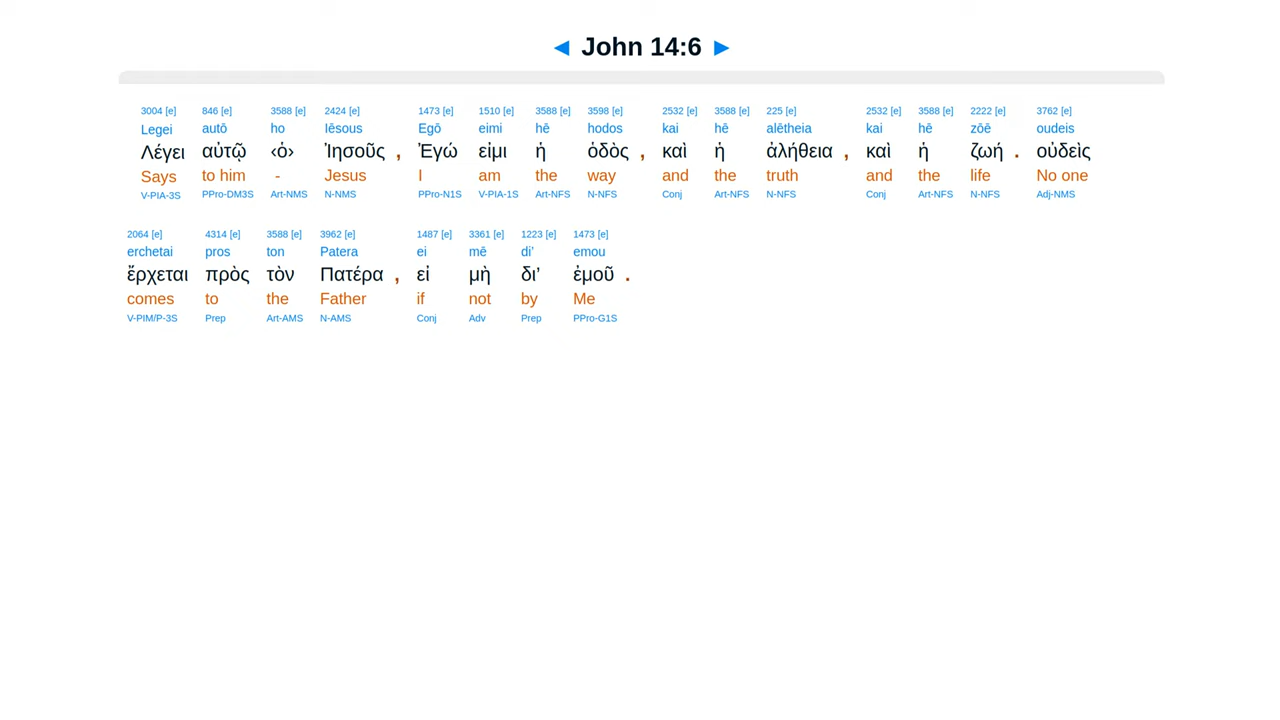 ◄ John 14:6 ►
3004 [e] 846 [e] 3588 [e] 2424 [e] 1473 [e] 1510 [e] 3588 [e] 3598 [e] 2532 [e] 3588 [e] 225 [e] 2532 [e] 3588 [e] 2222 [e] 3762 [e]
Legei autō ho Iēsous Egō eimi hē hodos kai hē alētheia kai hē zōē oudeis
Λέγει αὐτῷ ‹ὁ› Ἰησοῦς , Ἐγώ εἰμι ἡ ὁδὸς , καὶ ἡ ἀλήθεια , καὶ ἡ ζωή . οὐδεὶς
Says to him - Jesus I am the way and the truth and the life No one
V-PIA-3S PPro-DM3S Art-NMS N-NMS PPro-N1S V-PIA-1S Art-NFS N-NFS Conj Art-NFS N-NFS Conj Art-NFS N-NFS Adj-NMS
2064 [e] 4314 [e] 3588 [e] 3962 [e] 1487 [e] 3361 [e] 1223 [e] 1473 [e]
erchetai pros ton Patera ei mē di’ emou
ἔρχεται πρὸς τὸν Πατέρα , εἰ μὴ δι’ ἐμοῦ .
comes to the Father if not by Me
V-PIM/P-3S Prep Art-AMS N-AMS Conj Adv Prep PPro-G1S